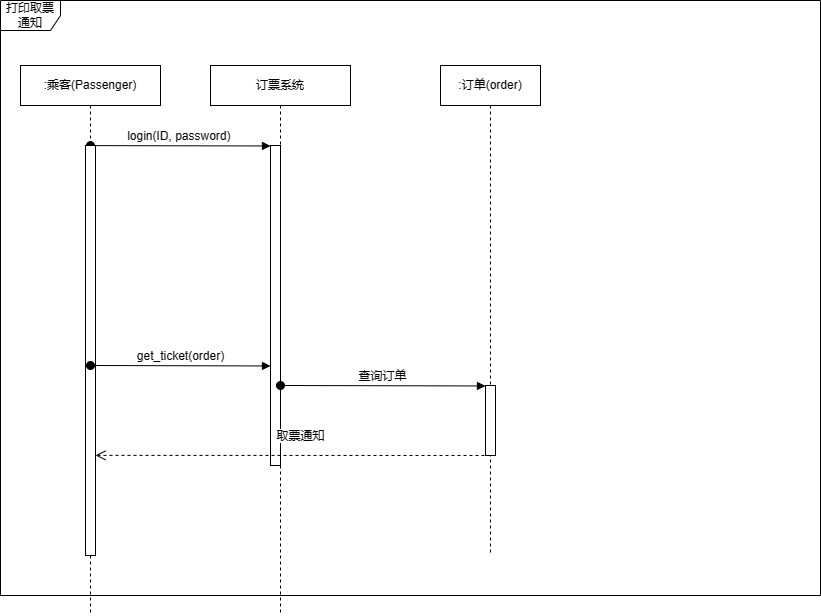 打印取票
通知
:乘客(Passenger)
订票系统
:订单(order)
login(ID, password)
get_ticket(order)
查询订单
取票通知